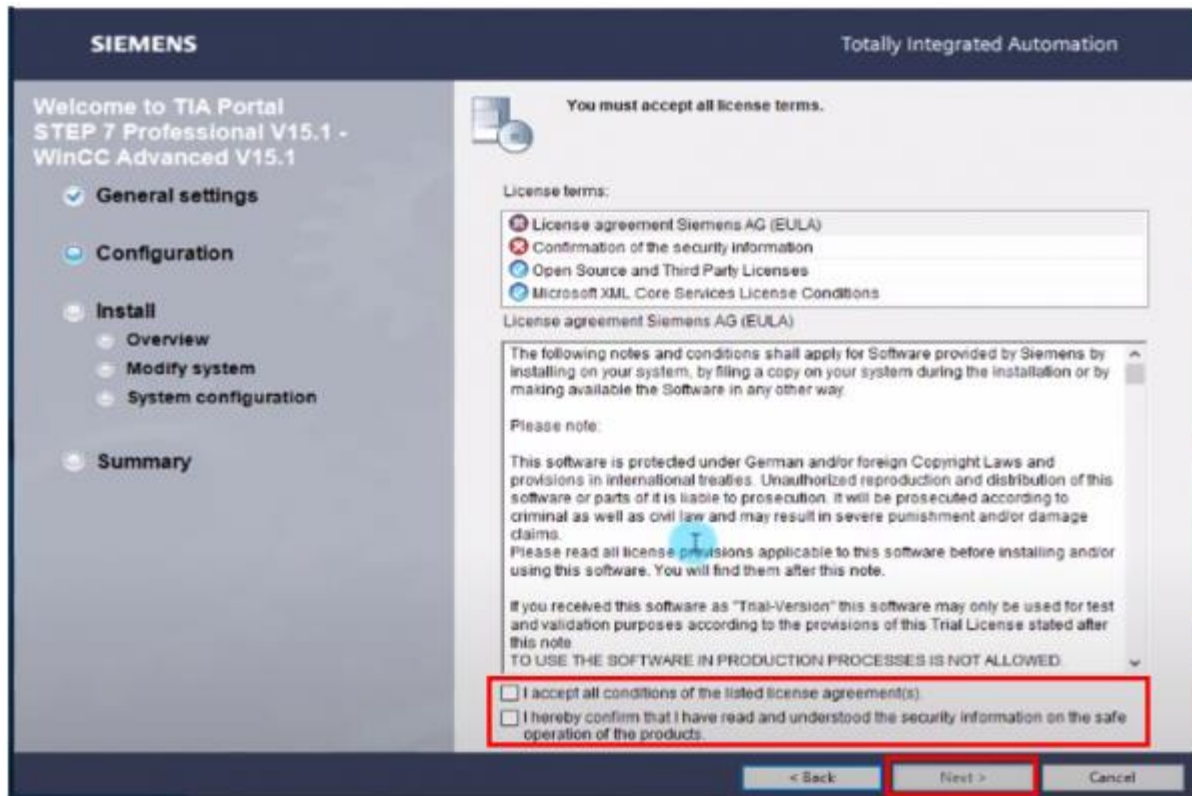 SIEMENS
Totally Integrated Automation
Welcome to TIA Portal
STEP 7 Professional V15.1 -
WinCC Advanced V15.1
General settings
Configuration
Install
Overview
Modify system
System configuration
Summary
You must accept all license terms.
License terms:
License agreement Siemens AG (EULA)
Confirmation of the security information
Open Source and Third Party Licenses
Microsoft XML Core Services License Conditions
License agreement Siemens AG (EULA)
The following notes and conditions shall apply for Software provided by Siemens by
installing on your system, by filing a copy on your system during the installation or by
making available the Software in any other way.
Please note:
This software is protected under German and/or foreign Copyright Laws and
provisions in international treaties. Unauthorized reproduction and distribution of this
software or parts of it is liable to prosecution. It will be prosecuted according to
criminal as well as civil law and may result in severe punishment and/or damage
claims.
Please read all license provisions applicable to this software before installing and/or
using this software. You will find them after this note.
If you received this software as "Trial-Version" this software may only be used for test
and validation purposes according to the provisions of this Trial License stated after
this note
TO USE THE SOFTWARE IN PRODUCTION PROCESSES IS NOT ALLOWED.
I accept all conditions of the listed license agreement(s).
I hereby confirm that I have read and understood the security information on the safe
operation of the products.
< Back
Next >
Cancel